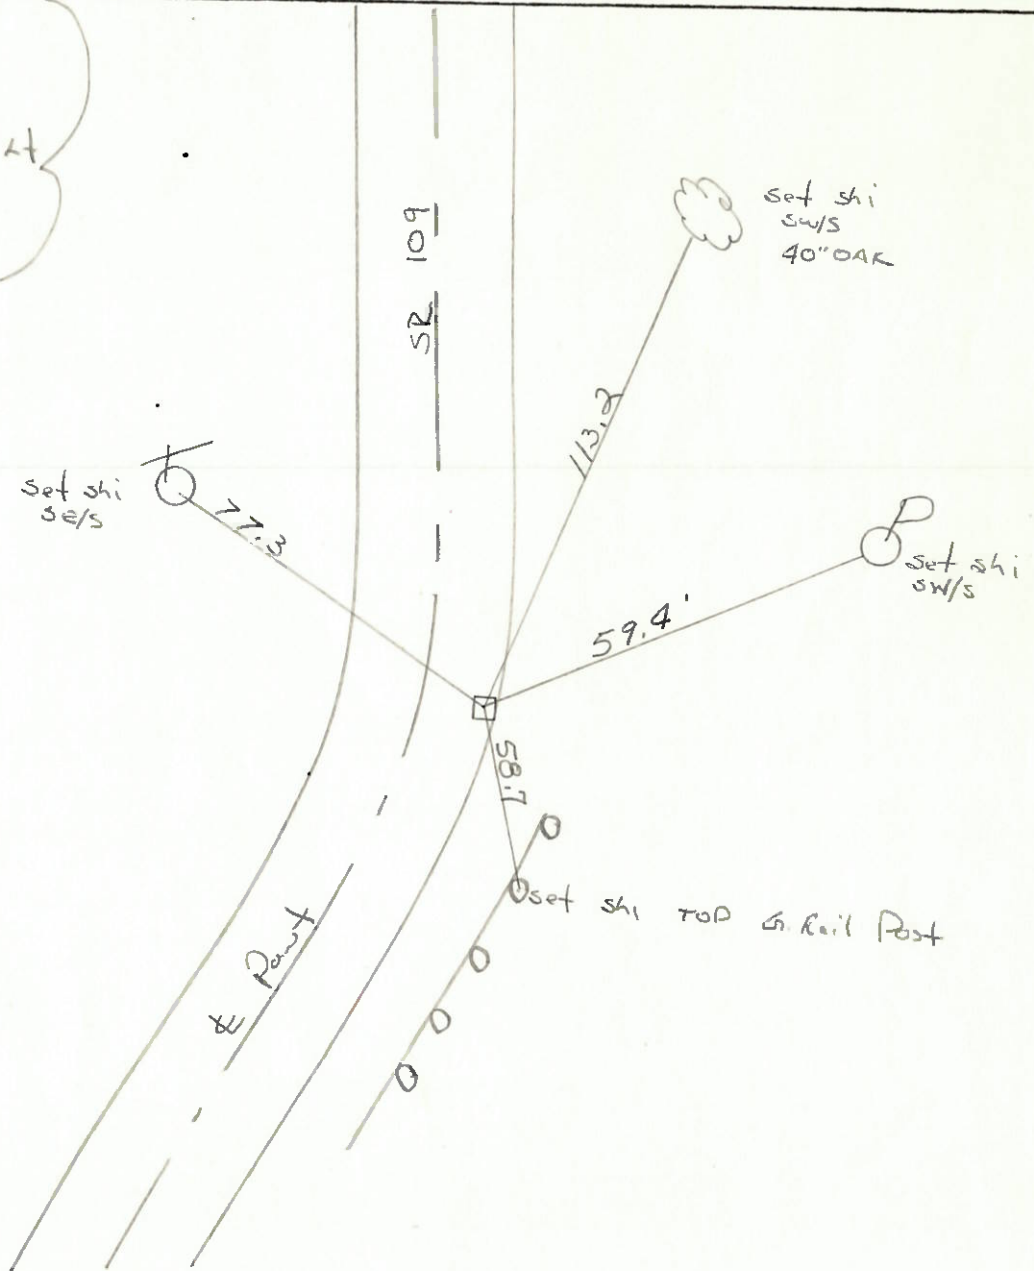 SR 109
set shi
sw/s
40" OAK
113.2
set shi
se/s
77.3
set shi
sw/s
59.4'
58.7
set shi TOP G. Rail Post
℄ Pavmt